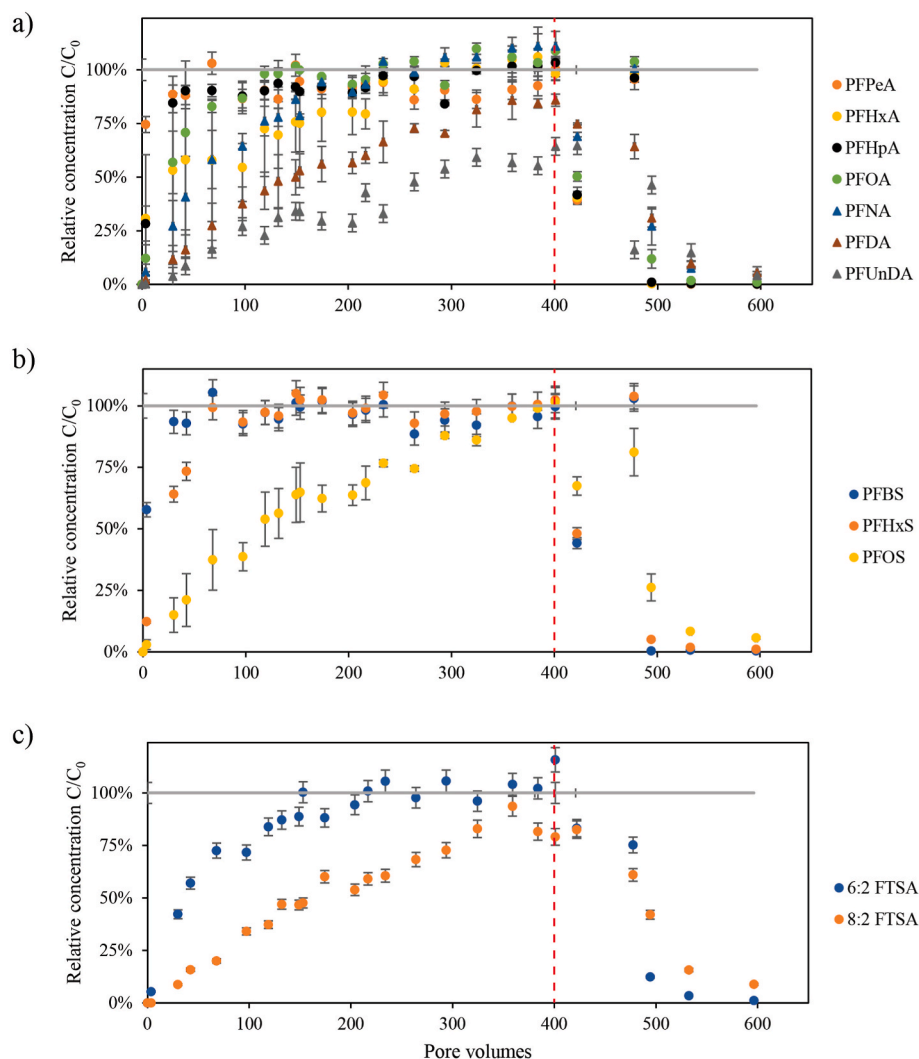 a)
Relative concentration C/C₀
100%
75%
50%
25%
0%
0 100 200 300 400 500 600
PFPeA
PFHxA
PFHpA
PFOA
PFNA
PFDA
PFUnDA
b)
Relative concentration C/C₀
100%
75%
50%
25%
0%
0 100 200 300 400 500 600
PFBS
PFHxS
PFOS
c)
Relative concentration C/C₀
100%
75%
50%
25%
0%
0 100 200 300 400 500 600
Pore volumes
6:2 FTSA
8:2 FTSA